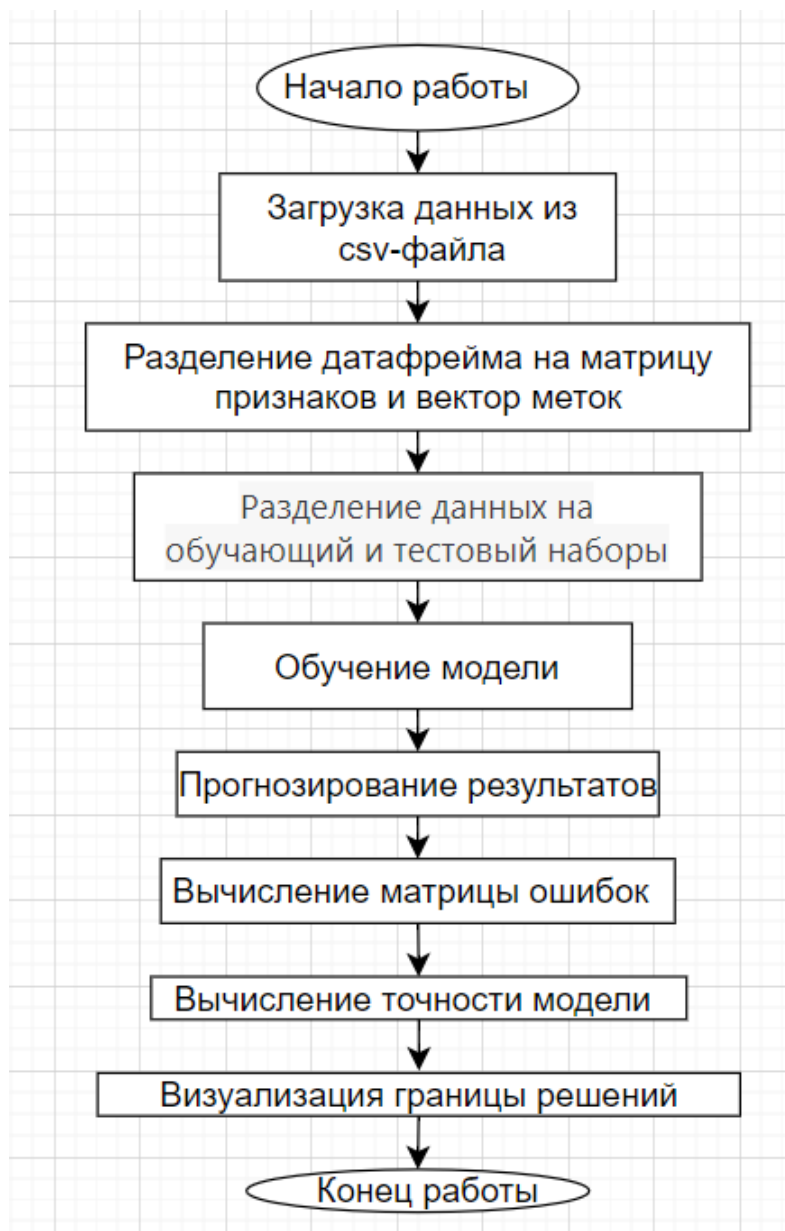 Начало работы
Загрузка данных из
csv-файла
Разделение датафрейма на матрицу
признаков и вектор меток
Разделение данных на
обучающий и тестовый наборы
Обучение модели
Прогнозирование результатов
Вычисление матрицы ошибок
Вычисление точности модели
Визуализация границы решений
Конец работы